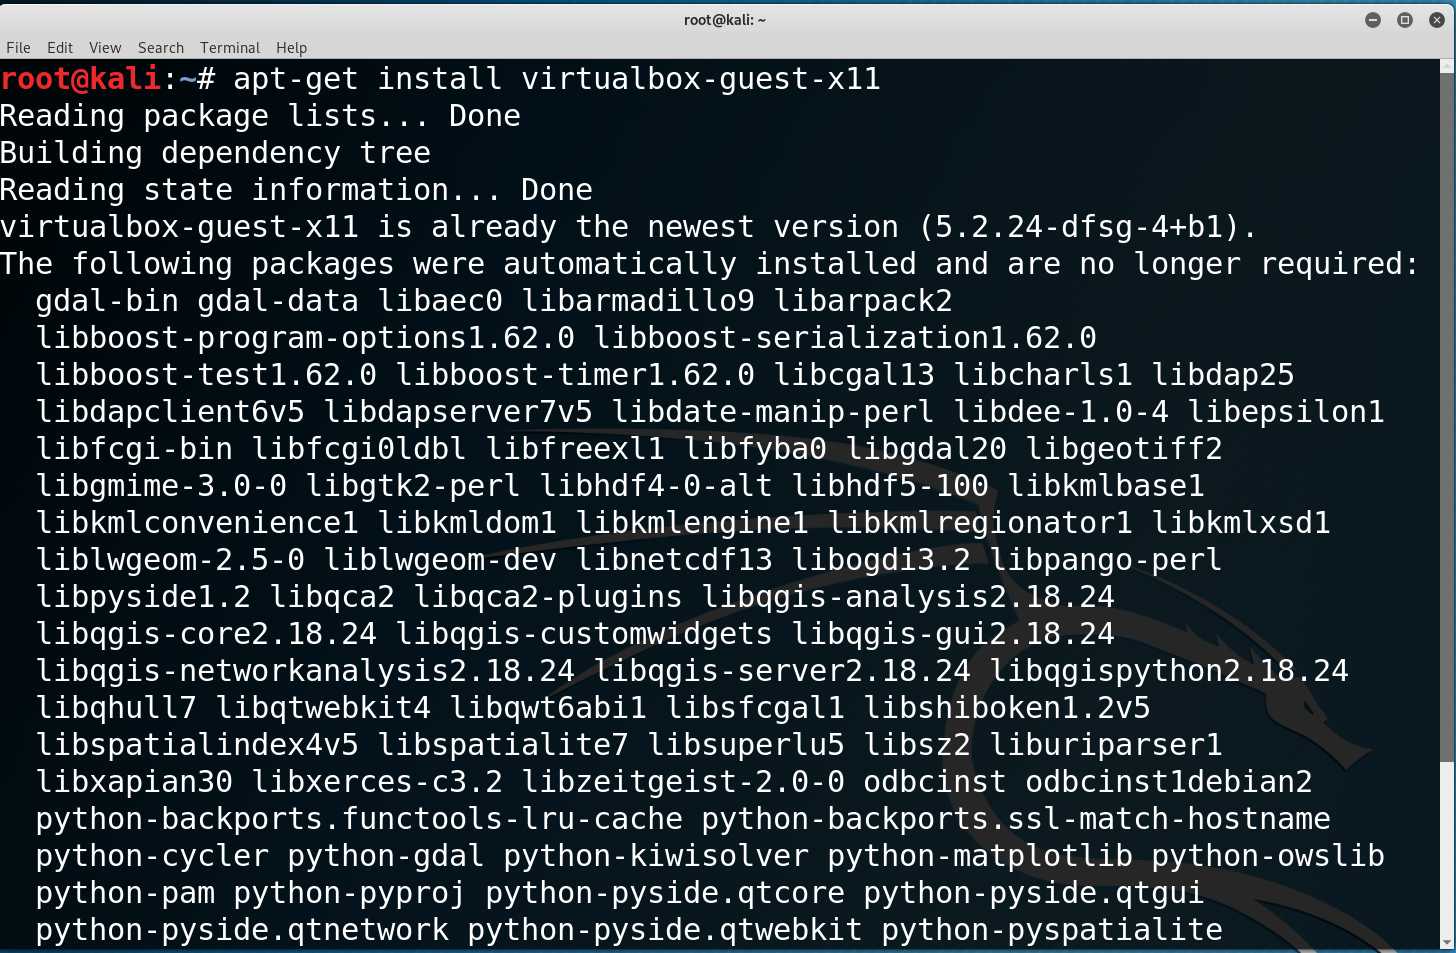 root@kali: ~
File Edit View Search Terminal Help
root@kali:~# apt-get install virtualbox-guest-x11
Reading package lists... Done
Building dependency tree
Reading state information... Done
virtualbox-guest-x11 is already the newest version (5.2.24-dfsg-4+b1).
The following packages were automatically installed and are no longer required:
  gdal-bin gdal-data libaec0 libarmadillo9 libarpack2
  libboost-program-options1.62.0 libboost-serialization1.62.0
  libboost-test1.62.0 libboost-timer1.62.0 libcgal13 libcharls1 libdap25
  libdapclient6v5 libdapserver7v5 libdate-manip-perl libdee-1.0-4 libepsilon1
  libfcgi-bin libfcgi0ldbl libfreexl1 libfyba0 libgdal20 libgeotiff2
  libgmime-3.0-0 libgtk2-perl libhdf4-0-alt libhdf5-100 libkmlbase1
  libkmlconvenience1 libkmldom1 libkmlengine1 libkmlregionator1 libkmlxsd1
  liblwgeom-2.5-0 liblwgeom-dev libnetcdf13 libogdi3.2 libpango-perl
  libpyside1.2 libqca2 libqca2-plugins libqgis-analysis2.18.24
  libqgis-core2.18.24 libqgis-customwidgets libqgis-gui2.18.24
  libqgis-networkanalysis2.18.24 libqgis-server2.18.24 libqgispython2.18.24
  libqhull7 libqtwebkit4 libqwt6abi1 libsfcgal1 libshiboken1.2v5
  libspatialindex4v5 libspatialite7 libsuperlu5 libsz2 liburiparser1
  libxapian30 libxerces-c3.2 libzeitgeist-2.0-0 odbcinst odbcinst1debian2
  python-backports.functools-lru-cache python-backports.ssl-match-hostname
  python-cycler python-gdal python-kiwisolver python-matplotlib python-owslib
  python-pam python-pyproj python-pyside.qtcore python-pyside.qtgui
  python-pyside.qtnetwork python-pyside.qtwebkit python-pyspatialite